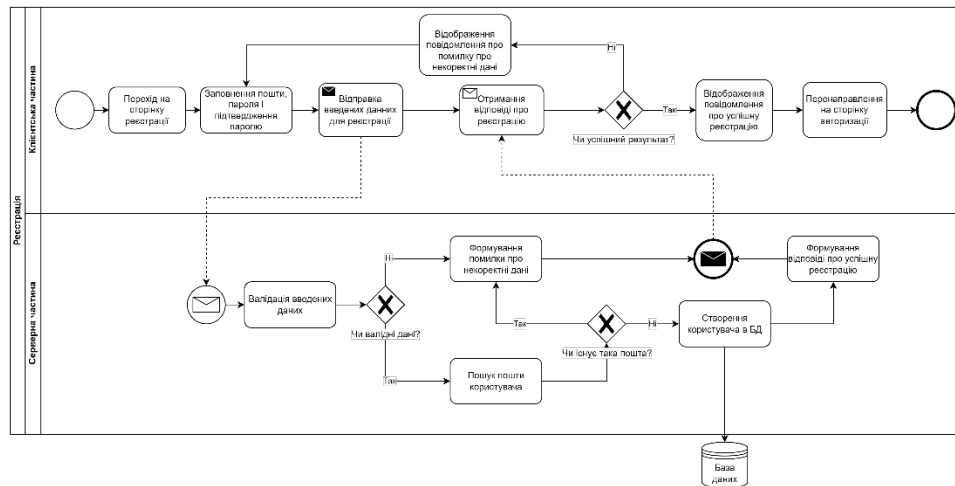 Реєстрація
Клієнтська частина
Перехід на
сторінку
реєстрації
Заповнення пошти,
пароля і
підтвердження
паролю
Відправка
введених данних
для реєстрації
Відображення
повідомлення про
помилку про
некоректні дані
Отримання
відповіді про
реєстрацію
Ні
Чи успішний результат?
Так
Відображення
повідомлення
про успішну
реєстрацію
Перенаправлення
на сторінку
авторизації
Серверна частина
Валідація вводоних
даних
Чи валідні дані?
Ні
Так
Формування
помилки про
некоректні дані
Пошук пошти
користувача
Так
Чи існує така пошта?
Ні
Створення
користувача в БД
Формування
відповіді про успішну
реєстрацію
База
даних